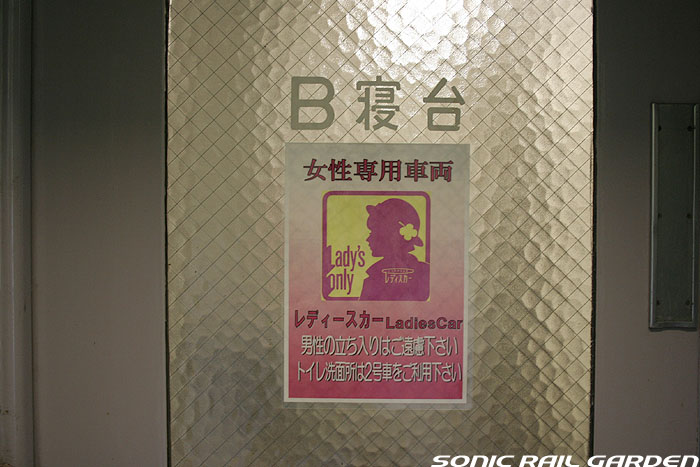 B寝台
女性専用車両
Lady's
only
レディスカー
レディースカー LadiesCar
男性の立ち入りはご遠慮下さい
トイレ洗面所は2号車をご利用下さい
SONIC RAIL GARDEN